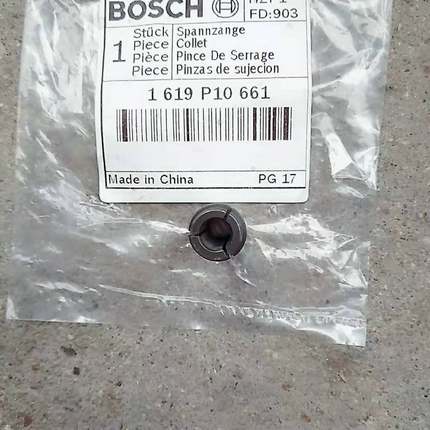 BOSCH
FD:903
Stück Spannzange
1 Piece Collet
Pièce Pince De Serrage
Piece Pinzas de sujecion
1 619 P10 661
Made in China PG 17